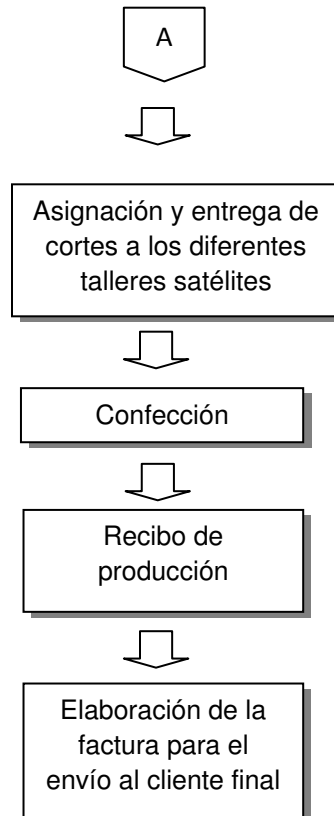 A
Asignación y entrega de
cortes a los diferentes
talleres satélites
Confección
Recibo de
producción
Elaboración de la
factura para el
envío al cliente final